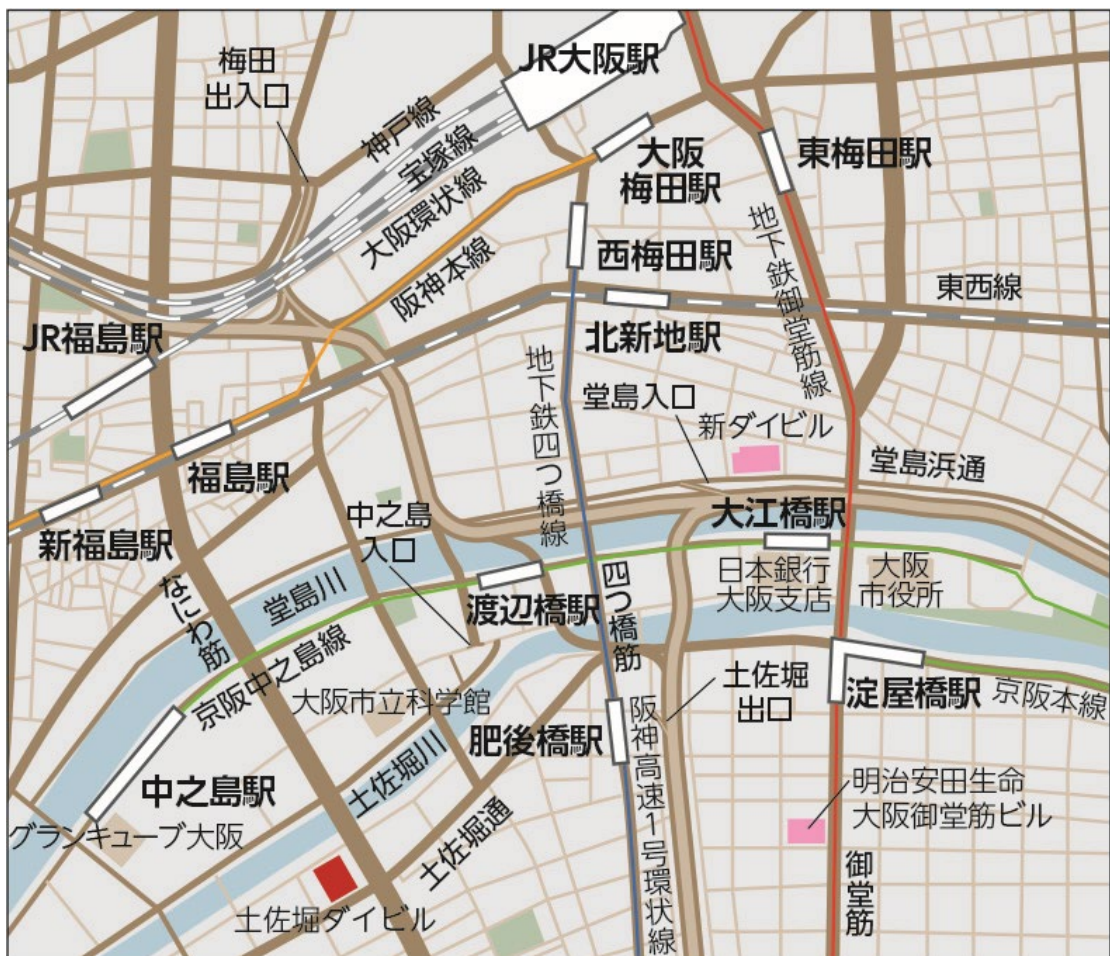 JR大阪駅
梅田
出入口
神戸線
宝塚線
大阪環状線
阪神本線
大阪
梅田駅
東梅田駅
西梅田駅
地下鉄御堂筋線
東西線
北新地駅
JR福島駅
地下鉄四つ橋線
堂島入口
新ダイビル
堂島浜通
福島駅
新福島駅
中之島
入口
大江橋駅
日本銀行
大阪支店
大阪
市役所
堂島川
渡辺橋駅
四つ橋筋
なにわ筋
京阪中之島線
大阪市立科学館
土佐堀
出口
淀屋橋駅
京阪本線
肥後橋駅
阪神高速1号環状線
中之島駅
土佐堀川
グランキューブ大阪
土佐堀通
明治安田生命
大阪御堂筋ビル
御堂筋
土佐堀ダイビル